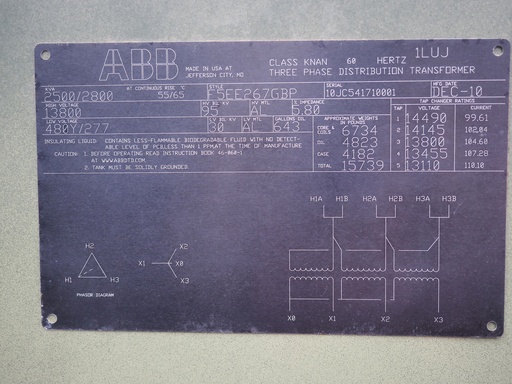 ABB
MADE IN USA AT
JEFFERSON CITY, MO
CLASS KNAN 60 HERTZ 1LUJ
THREE PHASE DISTRIBUTION TRANSFORMER
KVA AT CONTINUOUS RISE °C
2500/2800 55/65
STYLE
F5EE267GBP
SERIAL
10JC541710001
MFG DATE
DEC-10
HIGH VOLTAGE
13800
HV BIL KV
95
HV MTL
AL
% IMPEDANCE
5.80
LOW VOLTAGE
480Y/277
LV BIL KV
30
LV MTL
AL
GALLONS OIL
643
APPROXIMATE WEIGHTS
IN POUNDS
CORE &
COILS 6734
OIL 4823
CASE 4182
TOTAL 15739
TAP CHANGER RATINGS
TAP VOLTAGE CURRENT
1 14490 99.61
2 14145 102.04
3 13800 104.60
4 13455 107.28
5 13110 110.10
INSULATING LIQUID CONTAINS LESS-FLAMMABLE BIODEGRADABLE FLUID WITH NO DETECT-
ABLE LEVEL OF PCB(LESS THAN 1 PPM)AT THE TIME OF MANUFACTURE
CAUTION: 1. BEFORE OPERATING READ INSTRUCTION BOOK 46-060-1
AT WWW.ABBDTD.COM
2. TANK MUST BE SOLIDLY GROUNDED.
H1A H1B H2A H2B H3A H3B
H2
H1 H3
X2
X1 X0
X3
PHASOR DIAGRAM
X0 X1 X2 X3